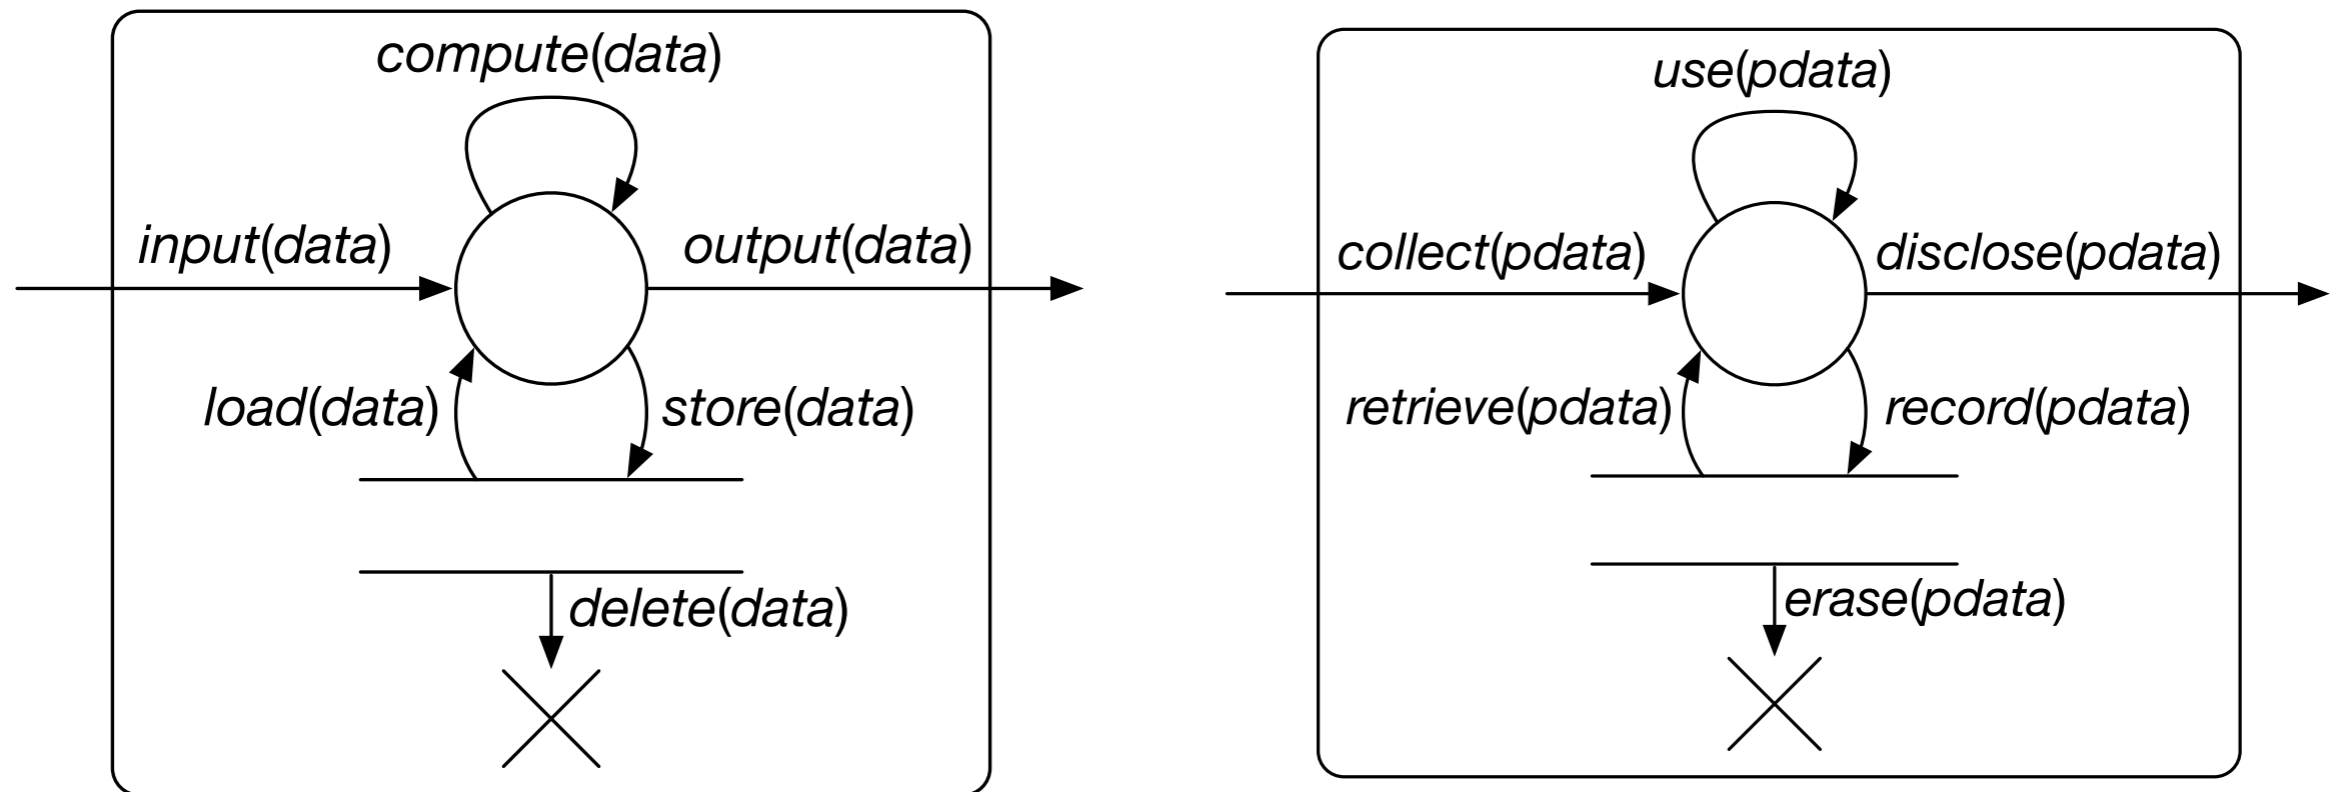 compute(data)
input(data)
output(data)
load(data)
store(data)
delete(data)
use(pdata)
collect(pdata)
disclose(pdata)
retrieve(pdata)
record(pdata)
erase(pdata)